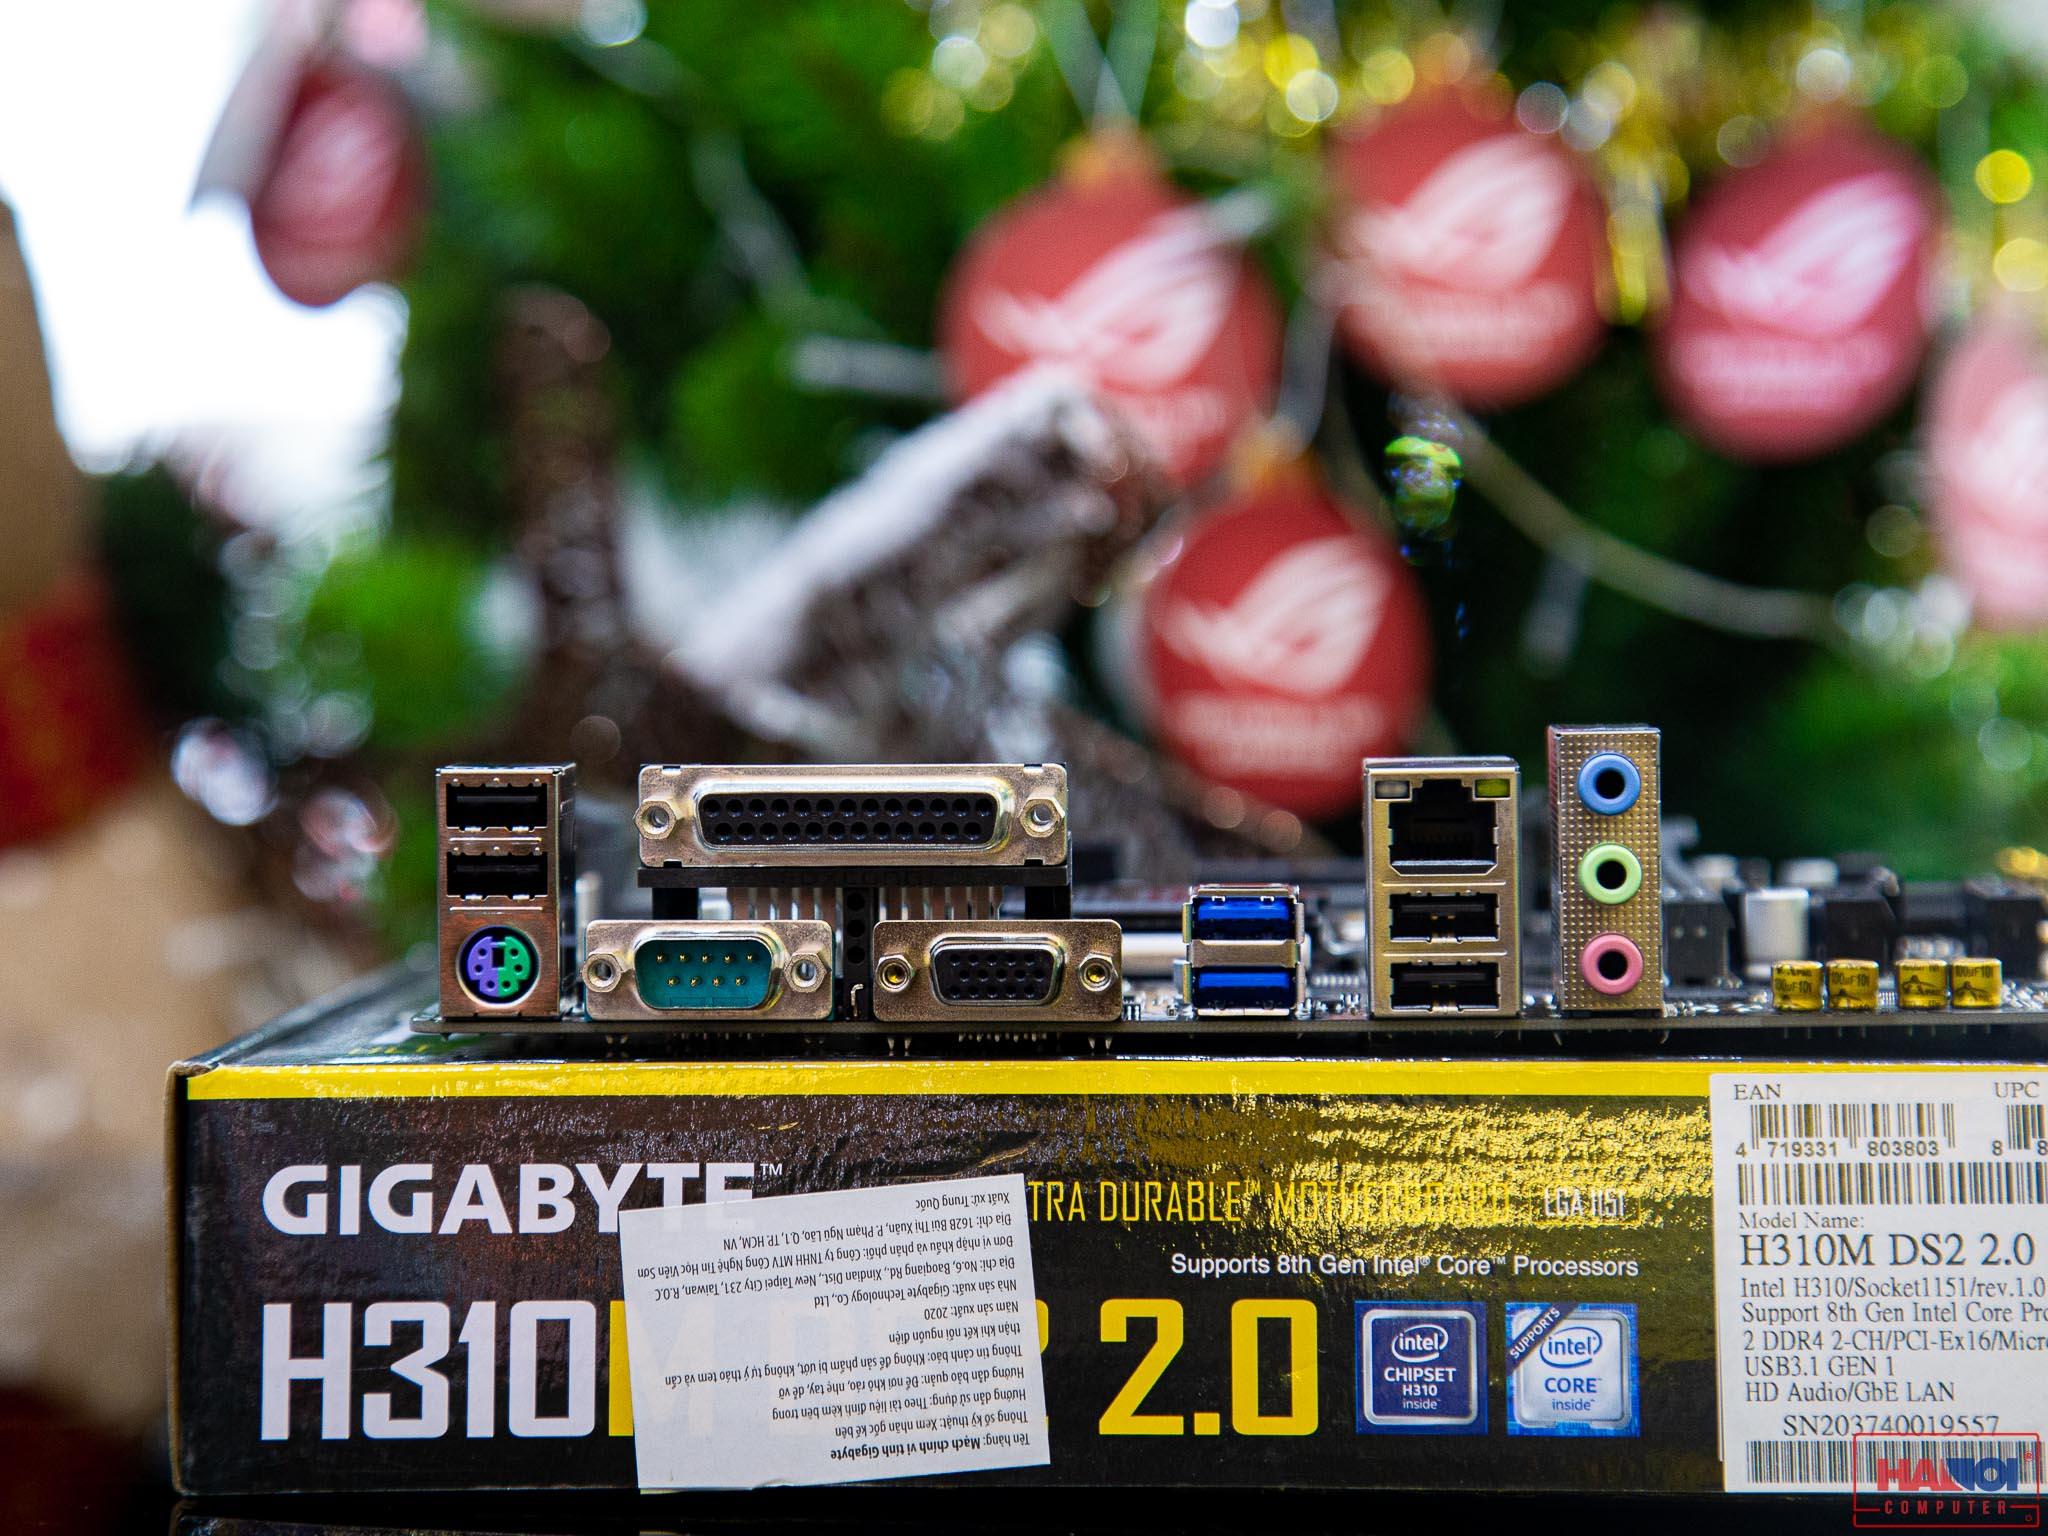 FOXCONN
100µF10V
100µF10V
GIGABYTE™
TRA DURABLE™ MOTHERBOARD LGA 1151
Supports 8th Gen Intel® Core™ Processors
H310 2.0
intel
CHIPSET
H310
inside™
SUPPORTS
intel
CORE™
inside™
Tên hàng: Mạch chính vi tính Gigabyte
Thông số kỹ thuật: Xem nhãn gốc kế bên
Hướng dẫn sử dụng: Theo tài liệu đính kèm bên trong
Hướng dẫn bảo quản: Để nơi khô ráo, nhẹ tay, dễ vỡ
Thông tin cảnh báo: Không để sản phẩm bị ướt, không tự ý tháo tem và cẩn
thận khi kết nối nguồn điện
Năm sản xuất: 2020
Nhà sản xuất: Gigabyte Technology Co., Ltd
Địa chỉ: No.6, Baoqiang Rd., Xindian Dist., New Taipei City 231, Taiwan, R.O.C
Đơn vị nhập khẩu và phân phối: Công ty TNHH MTV Công Nghệ Tin Học Viễn Sơn
Địa chỉ: 162B Bùi Thị Xuân, P. Phạm Ngũ Lão, Q.1, TP. HCM, VN
Xuất xứ: Trung Quốc
EAN UPC
4 719331 803803 8
Model Name:
H310M DS2 2.0
Intel H310/Socket1151/rev.1.0
Support 8th Gen Intel Core
2 DDR4 2-CH/PCI-Ex16/Micro
USB3.1 GEN 1
HD Audio/GbE LAN
SN203740019557
HANOI
COMPUTER